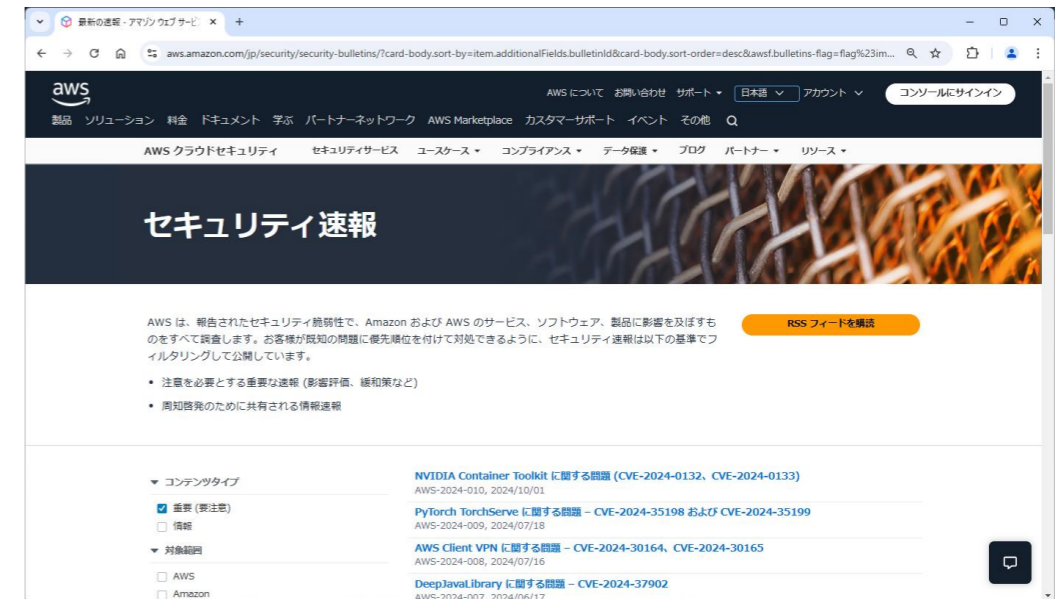 最新の速報 - アマゾン ウェブ サービ
aws.amazon.com/jp/security/security-bulletins/?card-body.sort-by=item.additionalFields.bulletinId&card-body.sort-order=desc&awsf.bulletins-flag=flag%23im...
aws
AWS について お問い合わせ サポート 日本語 アカウント コンソールにサインイン
製品 ソリューション 料金 ドキュメント 学ぶ パートナーネットワーク AWS Marketplace カスタマーサポート イベント その他
AWS クラウドセキュリティ セキュリティサービス ユースケース コンプライアンス データ保護 ブログ パートナー リソース
セキュリティ速報
AWS は、報告されたセキュリティ脆弱性で、Amazon および AWS のサービス、ソフトウェア、製品に影響を及ぼすも
のをすべて調査します。お客様が既知の問題に優先順位を付けて対処できるように、セキュリティ速報は以下の基準でフ
ィルタリングして公開しています。
RSS フィードを購読
• 注意を必要とする重要な速報 (影響評価、緩和策など)
• 周知啓発のために共有される情報速報
コンテンツタイプ
重要 (要注意)
情報
対象範囲
AWS
Amazon
NVIDIA Container Toolkit に関する問題 (CVE-2024-0132、CVE-2024-0133)
AWS-2024-010, 2024/10/01
PyTorch TorchServe に関する問題 – CVE-2024-35198 および CVE-2024-35199
AWS-2024-009, 2024/07/18
AWS Client VPN に関する問題 – CVE-2024-30164、CVE-2024-30165
AWS-2024-008, 2024/07/16
DeepJavaLibrary に関する問題 – CVE-2024-37902
AWS-2024-007, 2024/06/17